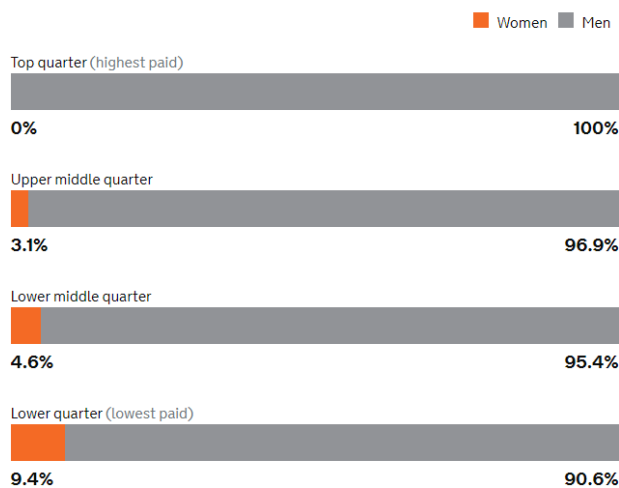 Women Men
Top quarter (highest paid)
0% 100%
Upper middle quarter
3.1% 96.9%
Lower middle quarter
4.6% 95.4%
Lower quarter (lowest paid)
9.4% 90.6%